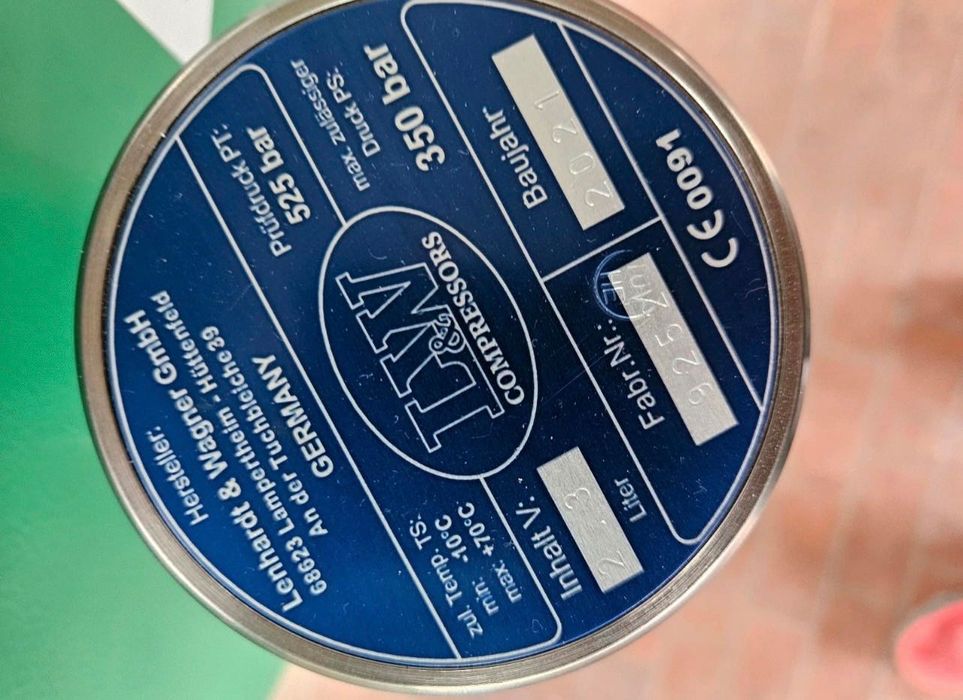 Hersteller:
Lenhardt & Wagner GmbH
68623 Lampertheim - Hüttenfeld
An der Tuchbleiche 39
GERMANY
zul. Temp. TS:
min: -10°C
max: +70°C
Prüfdruck PT:
525 bar
L&W
COMPRESSORS
max. zulässiger
Druck PS:
350 bar
Inhalt V:
2.3
Liter
Baujahr
2021
Fabr.Nr.:
9252
CE0091